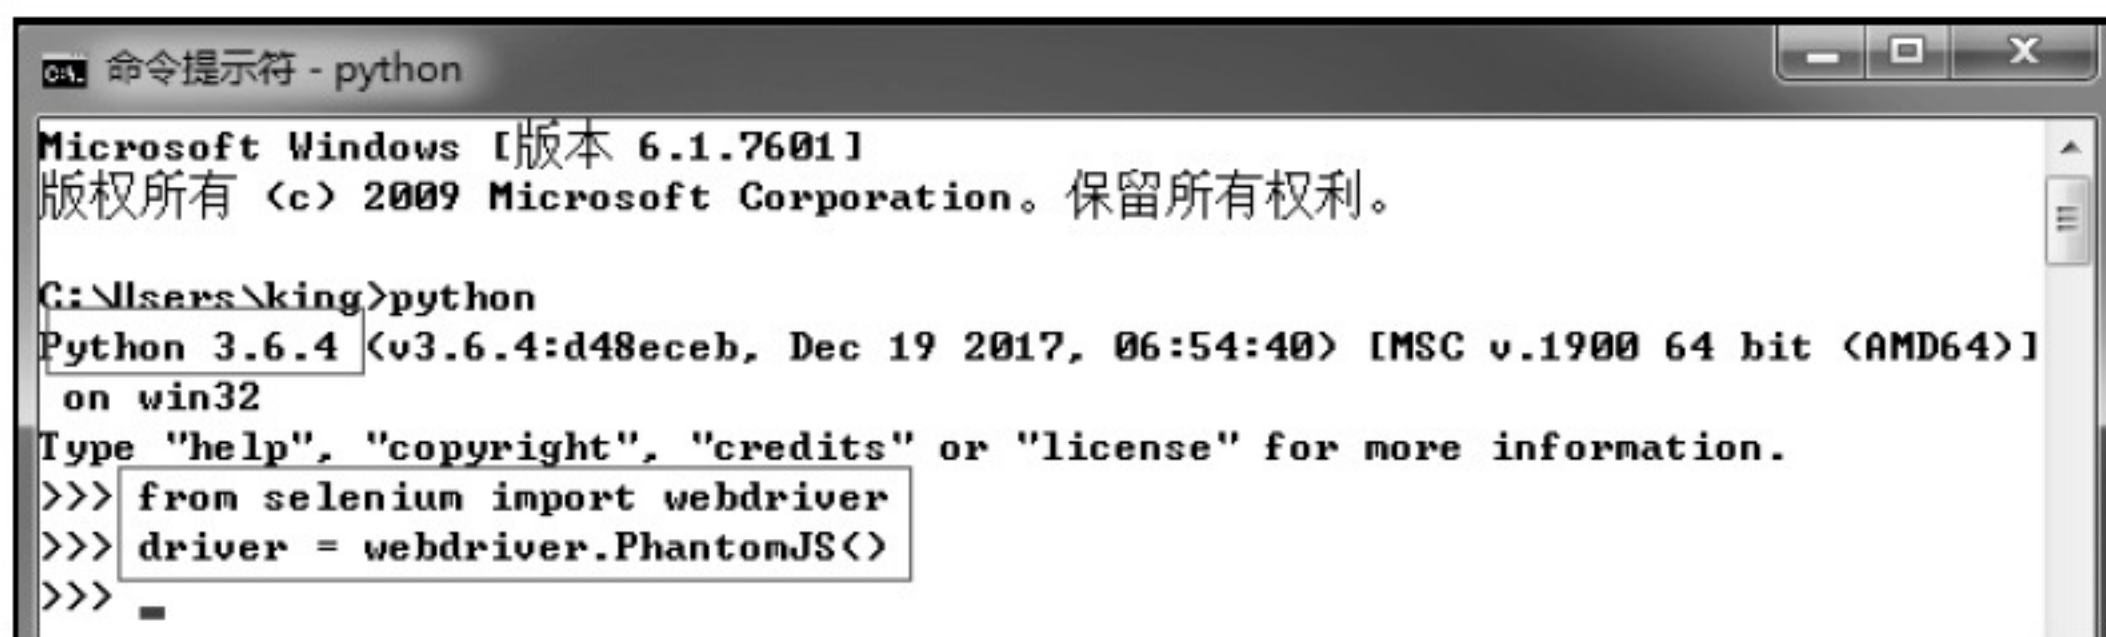 命令提示符 - python
Microsoft Windows [版本 6.1.7601]
版权所有 (c) 2009 Microsoft Corporation。保留所有权利。
C:\Users\king>python
Python 3.6.4 (v3.6.4:d48eceb, Dec 19 2017, 06:54:40) [MSC v.1900 64 bit (AMD64)]
 on win32
Type "help", "copyright", "credits" or "license" for more information.
>>> from selenium import webdriver
>>> driver = webdriver.PhantomJS()
>>>